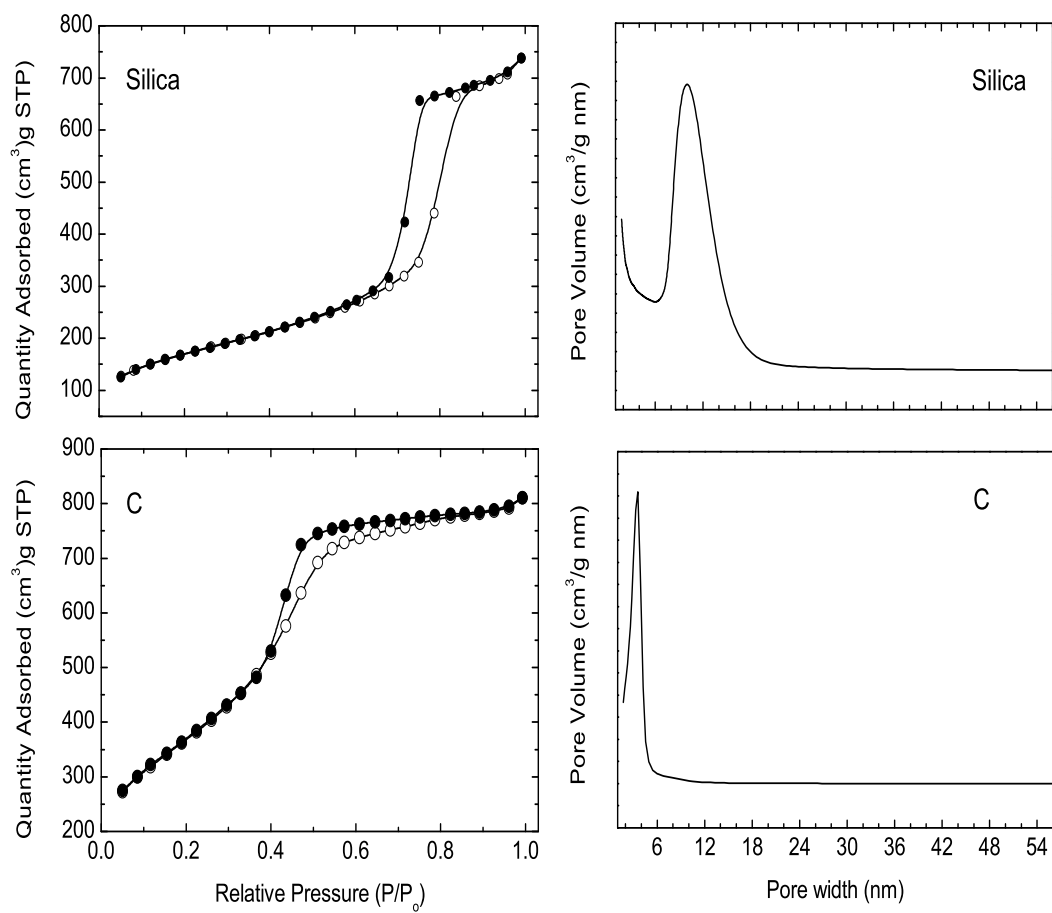 800
700
600
500
400
300
200
100
Quantity Adsorbed (cm³)g STP)
Silica
Pore Volume (cm³/g nm)
Silica
900
800
700
600
500
400
300
200
Quantity Adsorbed (cm³)g STP)
C
0.0 0.2 0.4 0.6 0.8 1.0
Relative Pressure (P/P₀)
Pore Volume (cm³/g nm)
C
6 12 18 24 30 36 42 48 54
Pore width (nm)